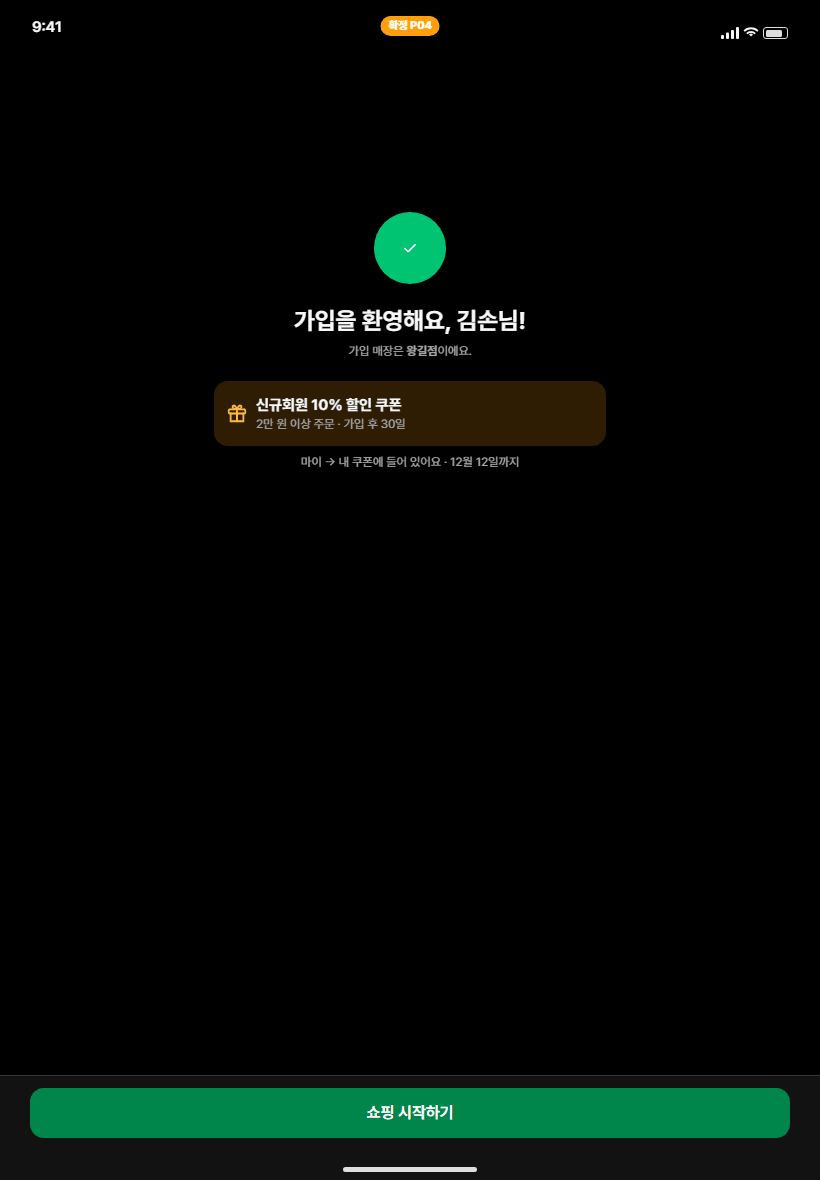 9:41
확정 P04
가입을 환영해요, 김손님!
가입 매장은 왕길점이에요.
신규회원 10% 할인 쿠폰
2만 원 이상 주문 · 가입 후 30일
마이 → 내 쿠폰에 들어 있어요 · 12월 12일까지
쇼핑 시작하기